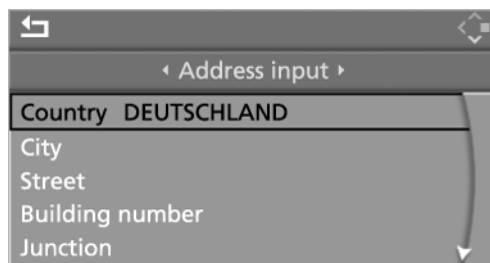 Address input
Country DEUTSCHLAND
City
Street
Building number
Junction